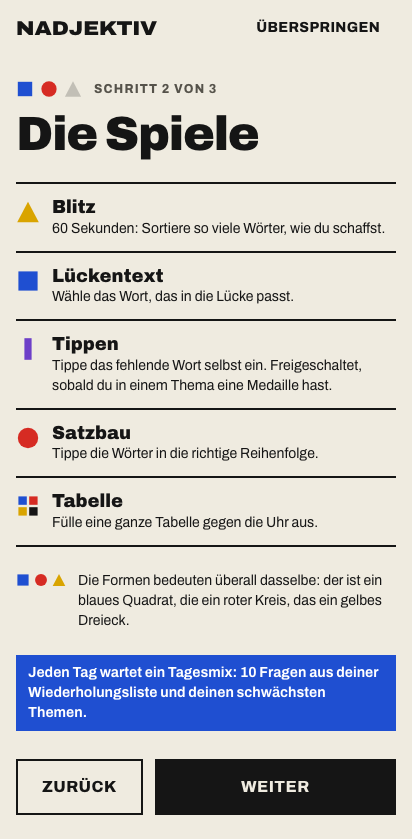 NADJEKTIV
ÜBERSPRINGEN
SCHRITT 2 VON 3
Die Spiele
Blitz
60 Sekunden: Sortiere so viele Wörter, wie du schaffst.
Lückentext
Wähle das Wort, das in die Lücke passt.
Tippen
Tippe das fehlende Wort selbst ein. Freigeschaltet,
sobald du in einem Thema eine Medaille hast.
Satzbau
Tippe die Wörter in die richtige Reihenfolge.
Tabelle
Fülle eine ganze Tabelle gegen die Uhr aus.
Die Formen bedeuten überall dasselbe: der ist ein
blaues Quadrat, die ein roter Kreis, das ein gelbes
Dreieck.
Jeden Tag wartet ein Tagesmix: 10 Fragen aus deiner
Wiederholungsliste und deinen schwächsten
Themen.
ZURÜCK
WEITER